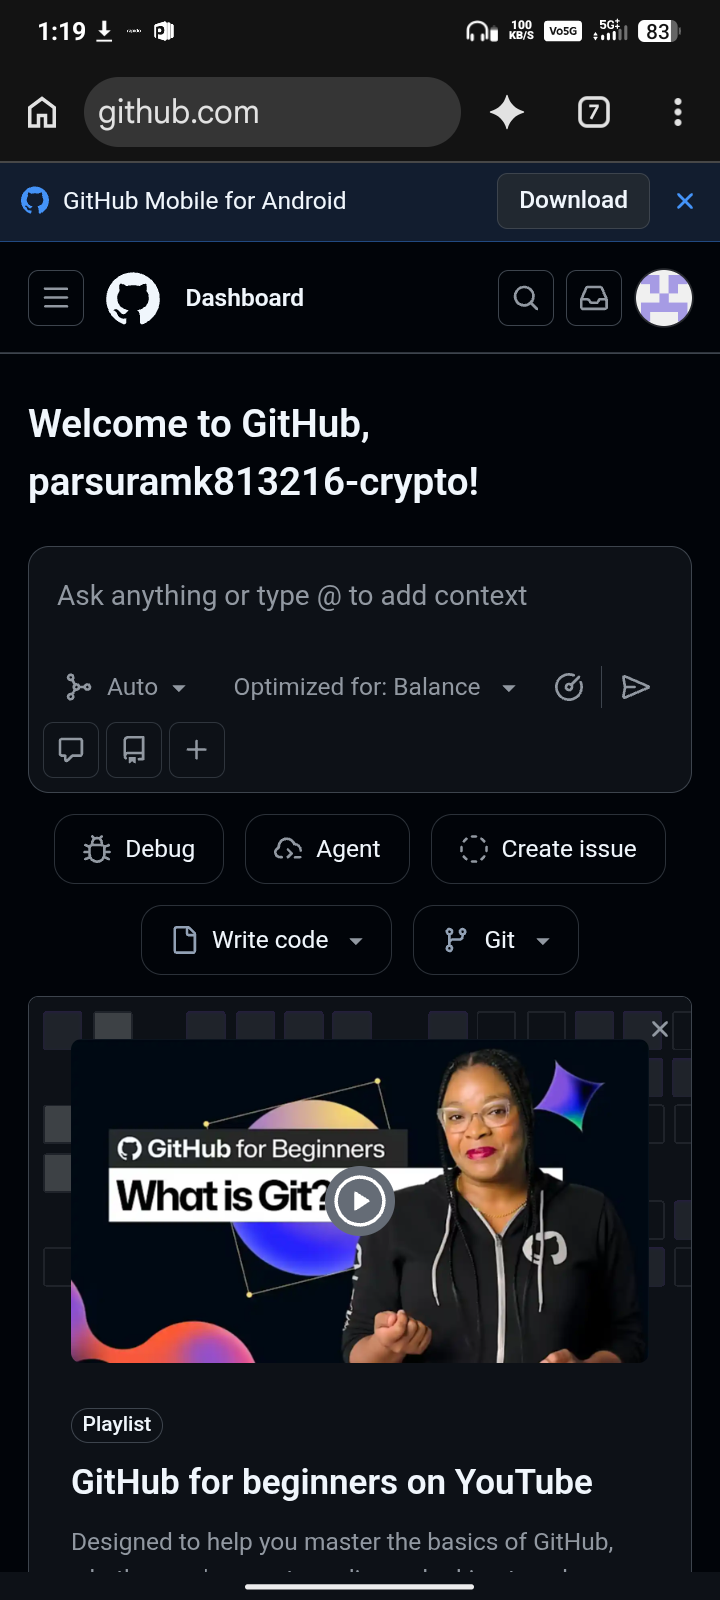 1:19
100 KB/S Vo5G 5G 83
github.com
7
GitHub Mobile for Android Download
Dashboard
Welcome to GitHub,
parsuramk813216-crypto!
Ask anything or type @ to add context
Auto Optimized for: Balance
Debug Agent Create issue
Write code Git
GitHub for Beginners
What is Git?
Playlist
GitHub for beginners on YouTube
Designed to help you master the basics of GitHub,